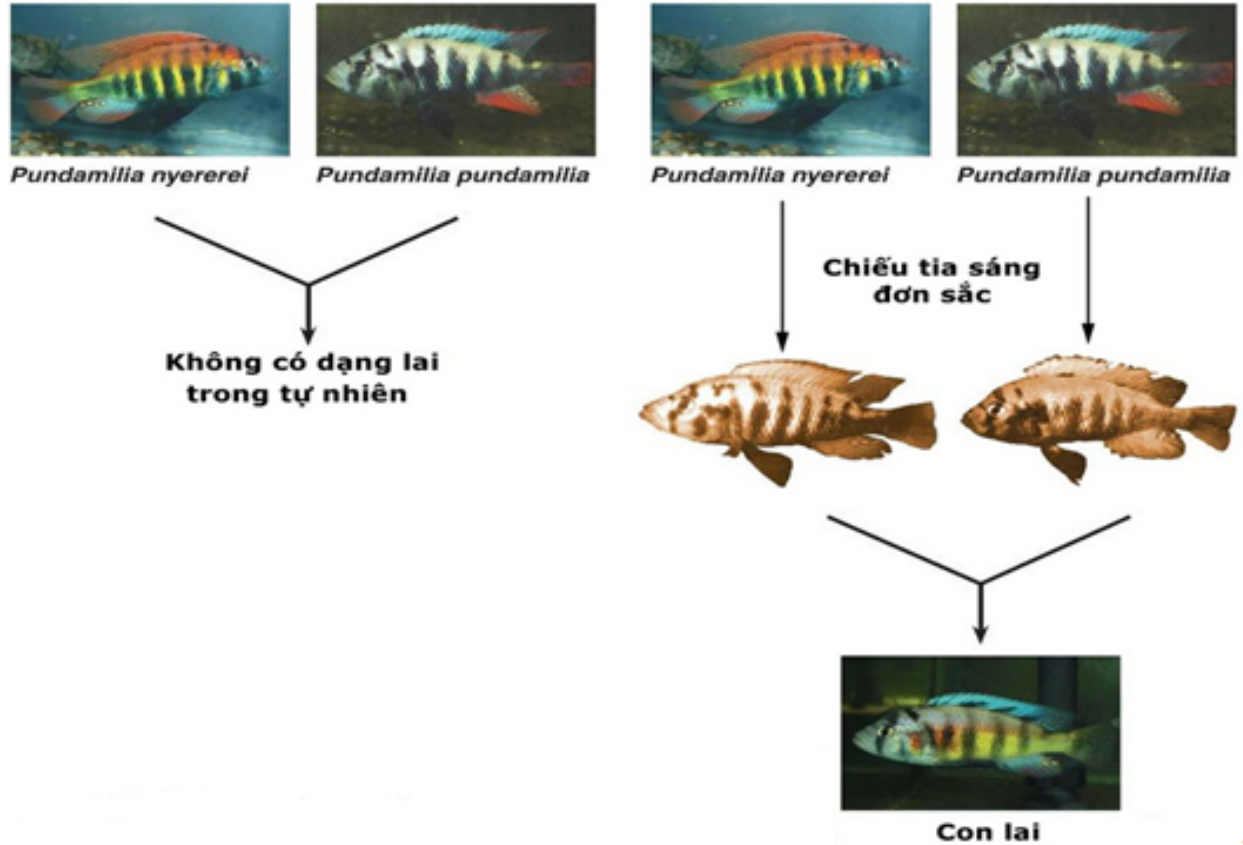 Pundamilia nyererei
Pundamilia pundamilia
Không có dạng lai
trong tự nhiên
Pundamilia nyererei
Pundamilia pundamilia
Chiếu tia sáng
đơn sắc
Con lai